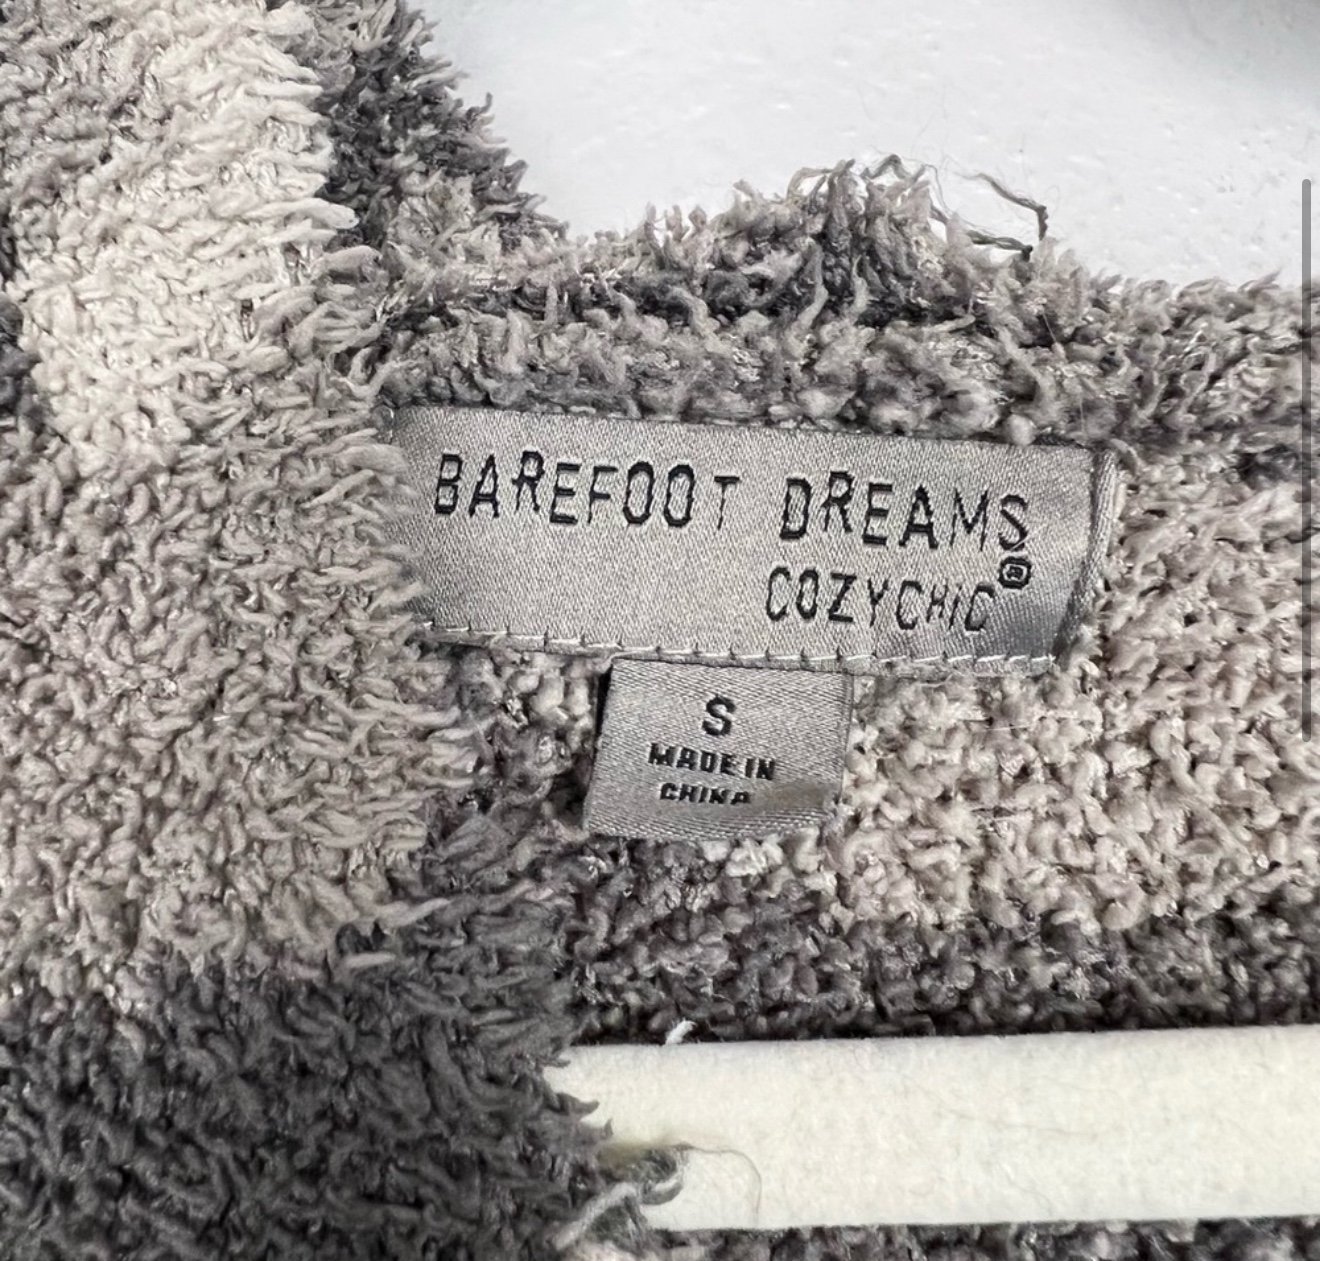 BAREFOOT DREAMS
COZYCHiC®
S
MADE IN
CHINA